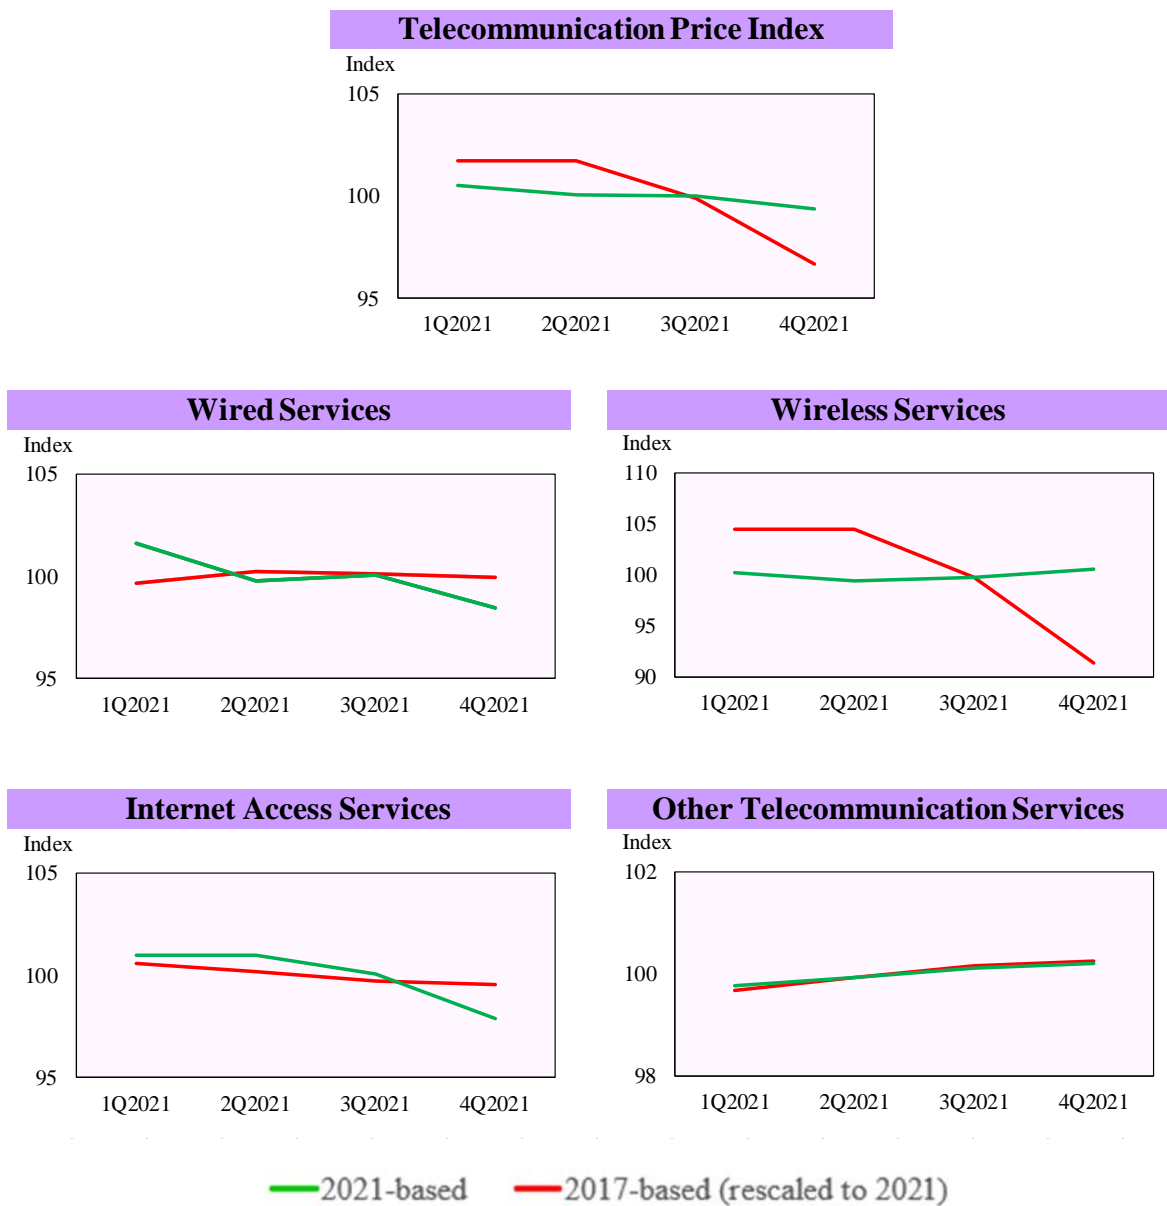 Telecommunication Price Index
Index
105
100
95
1Q2021 2Q2021 3Q2021 4Q2021
Wired Services
Index
105
100
95
1Q2021 2Q2021 3Q2021 4Q2021
Wireless Services
Index
110
105
100
95
90
1Q2021 2Q2021 3Q2021 4Q2021
Internet Access Services
Index
105
100
95
1Q2021 2Q2021 3Q2021 4Q2021
Other Telecommunication Services
Index
102
100
98
1Q2021 2Q2021 3Q2021 4Q2021
2021-based 2017-based (rescaled to 2021)